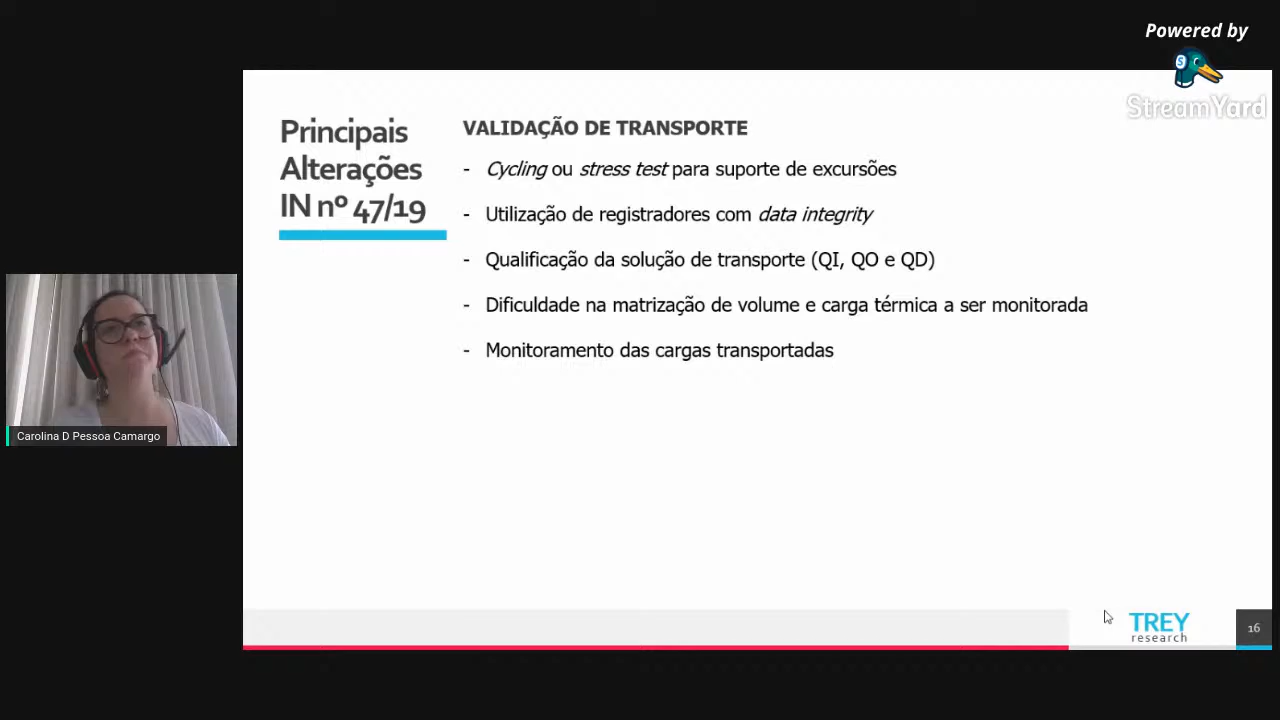 Powered by
StreamYard
Principais
Alterações
IN nº 47/19
VALIDAÇÃO DE TRANSPORTE
- Cycling ou stress test para suporte de excursões
- Utilização de registradores com data integrity
- Qualificação da solução de transporte (QI, QO e QD)
- Dificuldade na matrização de volume e carga térmica a ser monitorada
- Monitoramento das cargas transportadas
Carolina D Pessoa Camargo
TREY
research
16